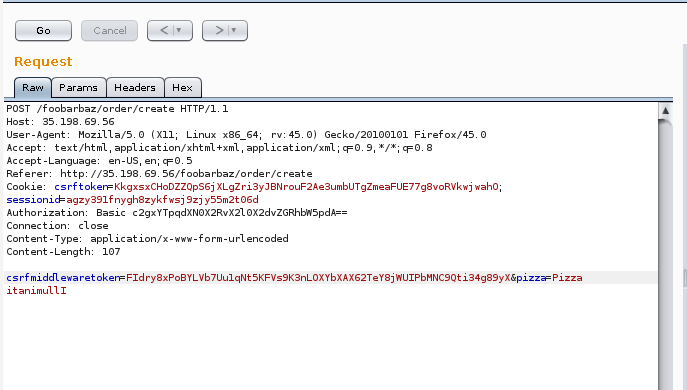 Go
Cancel
< | ▾
> | ▾
Request
Raw
Params
Headers
Hex
POST /foobarbaz/order/create HTTP/1.1
Host: 35.198.69.56
User-Agent: Mozilla/5.0 (X11; Linux x86_64; rv:45.0) Gecko/20100101 Firefox/45.0
Accept: text/html,application/xhtml+xml,application/xml;q=0.9,*/*;q=0.8
Accept-Language: en-US,en;q=0.5
Referer: http://35.198.69.56/foobarbaz/order/create
Cookie: csrftoken=KkgxsxCHoDZZQpS6jXLgZri3yJBNrouF2Ae3umbUTgZmeaFUE77g8voRVkwjwahO;
sessionid=agzy391fnygh8zykfwsj9zjy55m2t06d
Authorization: Basic c2gxYTpqdXN0X2RvX2l0X2dvZGRhbW5pdA==
Connection: close
Content-Type: application/x-www-form-urlencoded
Content-Length: 107
csrfmiddlewaretoken=FIdry8xPoBYLVb7Uu1qNt5KFVs9K3nLOXYbXAX62TeY8jWUIPbMNC9Qti34g89yX&pizza=Pizza
itanimullI